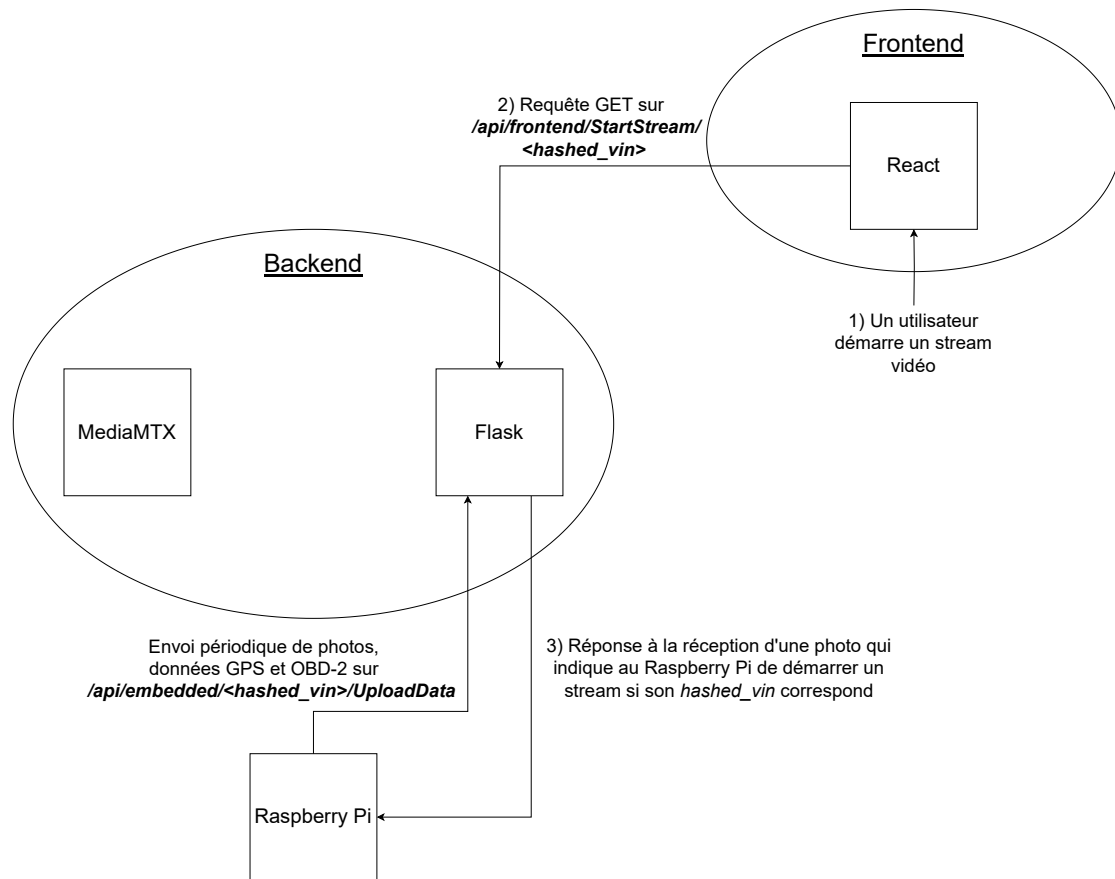 Frontend
2) Requête GET sur
/api/frontend/StartStream/
<hashed_vin>
React
Backend
1) Un utilisateur
démarre un stream
vidéo
MediaMTX
Flask
Envoi périodique de photos,
données GPS et OBD-2 sur
/api/embedded/<hashed_vin>/UploadData
3) Réponse à la réception d'une photo qui
indique au Raspberry Pi de démarrer un
stream si son hashed_vin correspond
Raspberry Pi